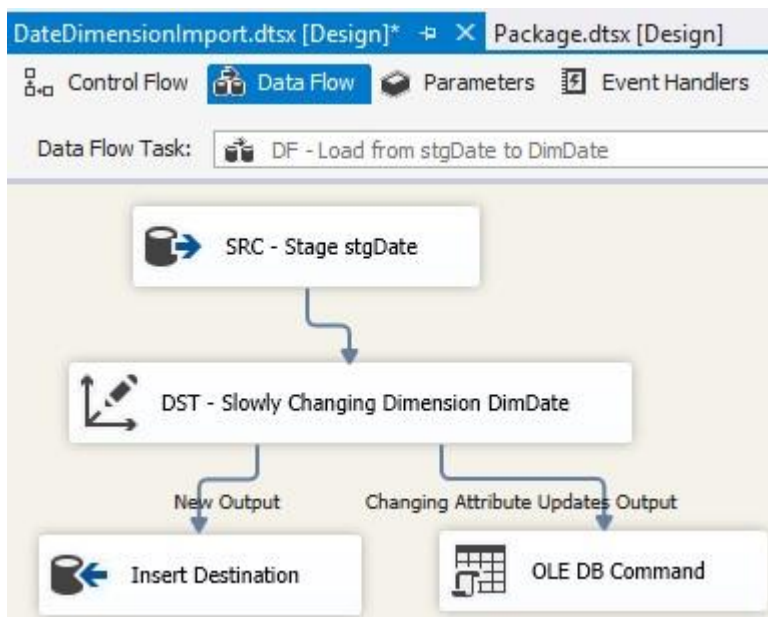 DateDimensionImport.dtsx [Design]* Package.dtsx [Design]
Control Flow Data Flow Parameters Event Handlers
Data Flow Task: DF - Load from stgDate to DimDate
SRC - Stage stgDate
DST - Slowly Changing Dimension DimDate
New Output Changing Attribute Updates Output
Insert Destination OLE DB Command